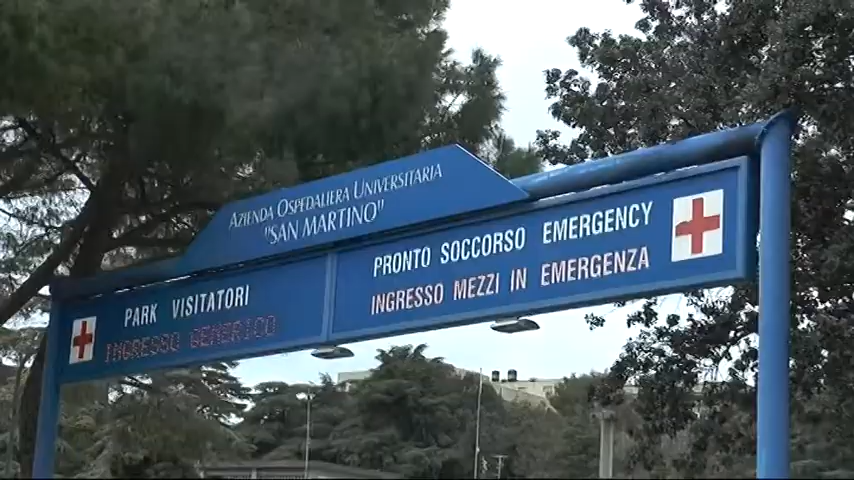 AZIENDA OSPEDALIERA UNIVERSITARIA
"SAN MARTINO"
PARK VISITATORI
INGRESSO GENERICO
PRONTO SOCCORSO EMERGENCY
INGRESSO MEZZI IN EMERGENZA